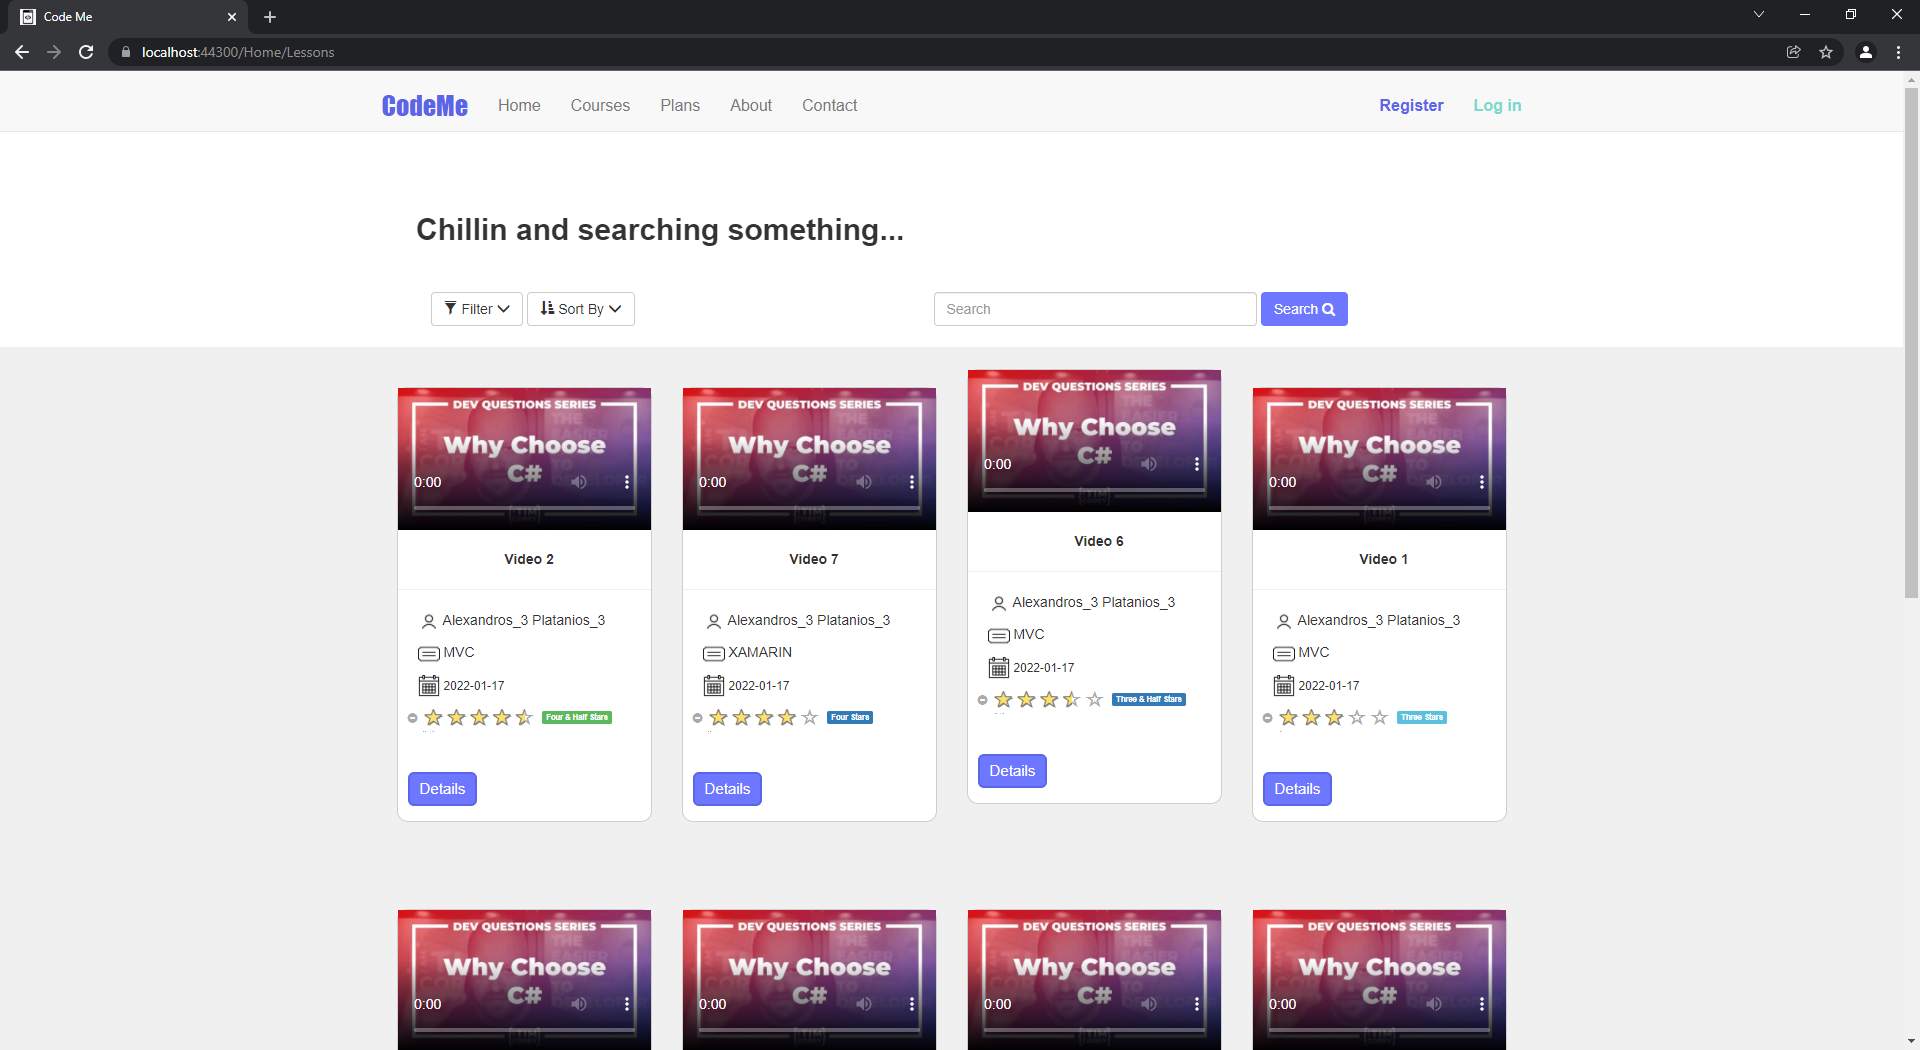 Code Me
localhost:44300/Home/Lessons
CodeMe Home Courses Plans About Contact Register Log in
Chillin and searching something...
Filter Sort By Search Search
DEV QUESTIONS SERIES
Why Choose
C#
0:00
Video 2
Alexandros_3 Platanios_3
MVC
2022-01-17
Four & Half Stars
Details
DEV QUESTIONS SERIES
Why Choose
C#
0:00
Video 7
Alexandros_3 Platanios_3
XAMARIN
2022-01-17
Four Stars
Details
DEV QUESTIONS SERIES
Why Choose
C#
0:00
Video 6
Alexandros_3 Platanios_3
MVC
2022-01-17
Three & Half Stars
Details
DEV QUESTIONS SERIES
Why Choose
C#
0:00
Video 1
Alexandros_3 Platanios_3
MVC
2022-01-17
Three Stars
Details
DEV QUESTIONS SERIES
Why Choose
C#
0:00
DEV QUESTIONS SERIES
Why Choose
C#
0:00
DEV QUESTIONS SERIES
Why Choose
C#
0:00
DEV QUESTIONS SERIES
Why Choose
C#
0:00